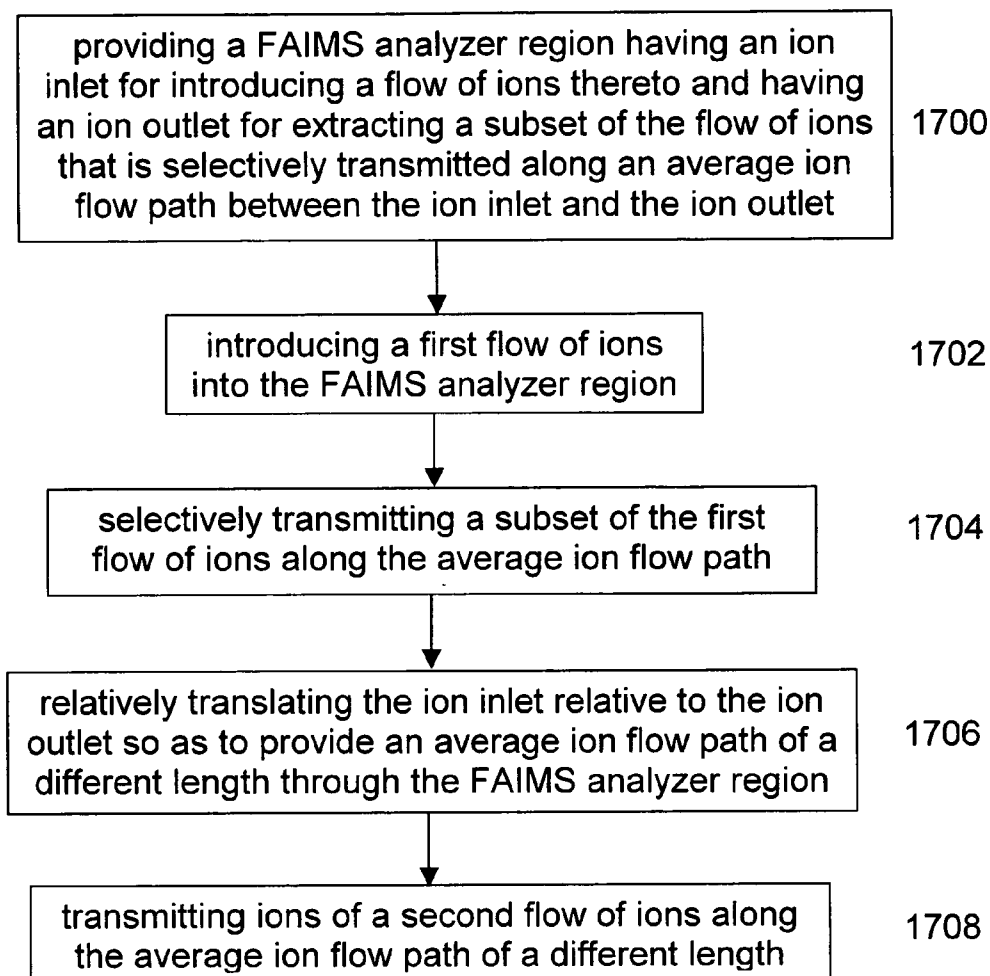 providing a FAIMS analyzer region having an ion
inlet for introducing a flow of ions thereto and having
an ion outlet for extracting a subset of the flow of ions
that is selectively transmitted along an average ion
flow path between the ion inlet and the ion outlet
1700
introducing a first flow of ions
into the FAIMS analyzer region
1702
selectively transmitting a subset of the first
flow of ions along the average ion flow path
1704
relatively translating the ion inlet relative to the ion
outlet so as to provide an average ion flow path of a
different length through the FAIMS analyzer region
1706
transmitting ions of a second flow of ions along
the average ion flow path of a different length
1708